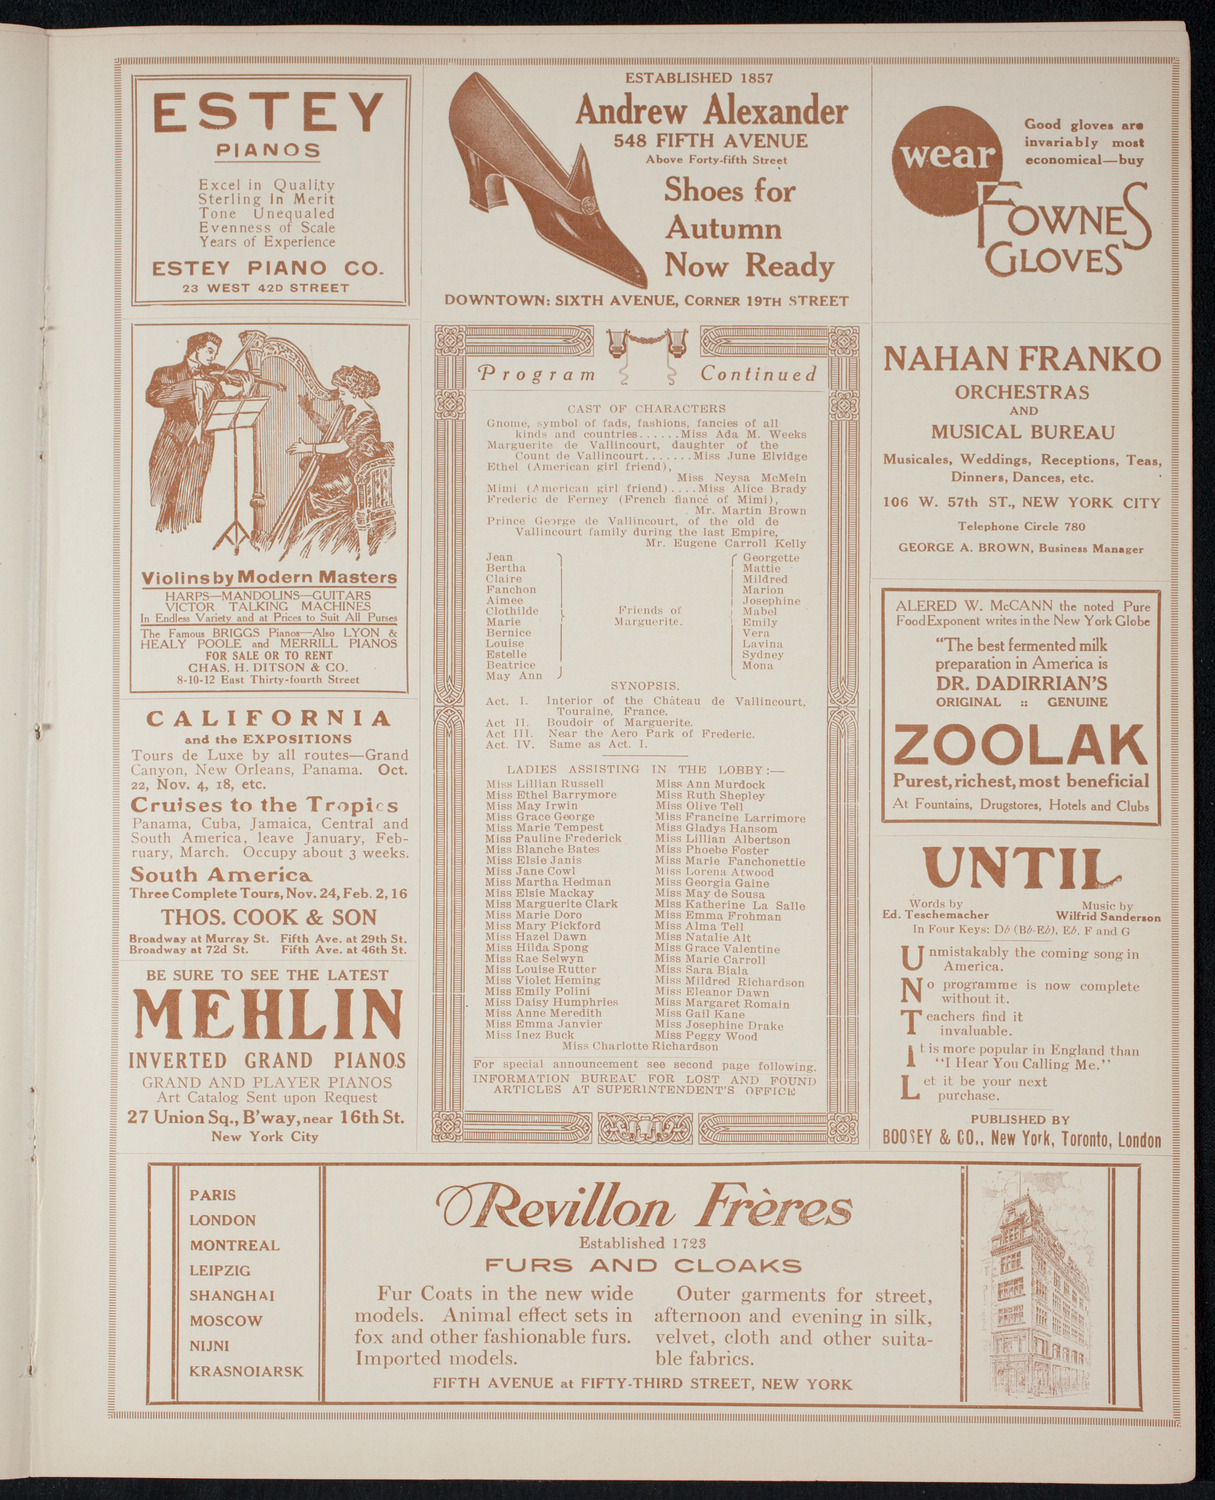 ESTEY
PIANOS
Excel in Quality
Sterling In Merit
Tone Unequaled
Evenness of Scale
Years of Experience
ESTEY PIANO CO.
23 WEST 42D STREET
ESTABLISHED 1857
Andrew Alexander
548 FIFTH AVENUE
Above Forty-fifth Street
Shoes for
Autumn
Now Ready
DOWNTOWN: SIXTH AVENUE, CORNER 19TH STREET
wear
Good gloves are
invariably most
economical—buy
FOWNES
GLOVES
Violins by Modern Masters
HARPS—MANDOLINS—GUITARS
VICTOR TALKING MACHINES
In Endless Variety and at Prices to Suit All Purses
The Famous BRIGGS Pianos—Also LYON &
HEALY POOLE and MERRILL PIANOS
FOR SALE OR TO RENT
CHAS. H. DITSON & CO.
8-10-12 East Thirty-fourth Street
CALIFORNIA
and the EXPOSITIONS
Tours de Luxe by all routes—Grand
Canyon, New Orleans, Panama. Oct.
22, Nov. 4, 18, etc.
Cruises to the Tropics
Panama, Cuba, Jamaica, Central and
South America, leave January, Feb-
ruary, March. Occupy about 3 weeks.
South America
Three Complete Tours, Nov. 24, Feb. 2, 16
THOS. COOK & SON
Broadway at Murray St. Fifth Ave. at 29th St.
Broadway at 72d St. Fifth Ave. at 46th St.
BE SURE TO SEE THE LATEST
MEHLIN
INVERTED GRAND PIANOS
GRAND AND PLAYER PIANOS
Art Catalog Sent upon Request
27 Union Sq., B'way, near 16th St.
New York City
Program Continued
CAST OF CHARACTERS
Gnome, symbol of fads, fashions, fancies of all
kinds and countries......Miss Ada M. Weeks
Marguerite de Vallincourt, daughter of the
Count de Vallincourt.......Miss June Elvidge
Ethel (American girl friend),
Miss Neysa McMein
Mimi (American girl friend)....Miss Alice Brady
Frederic de Ferney (French fiancé of Mimi),
Mr. Martin Brown
Prince George de Vallincourt, of the old de
Vallincourt family during the last Empire,
Mr. Eugene Carroll Kelly
Jean Georgette
Bertha Mattie
Claire Mildred
Fanchon Marion
Aimee Josephine
Clothilde Friends of Mabel
Marie Marguerite. Emily
Bernice Vera
Louise Lavina
Estelle Sydney
Beatrice Mona
May Ann
SYNOPSIS.
Act. I. Interior of the Château de Vallincourt,
Touraine, France.
Act II. Boudoir of Marguerite.
Act III. Near the Aero Park of Frederic.
Act. IV. Same as Act. I.
LADIES ASSISTING IN THE LOBBY:—
Miss Lillian Russell Miss Ann Murdock
Miss Ethel Barrymore Miss Ruth Shepley
Miss May Irwin Miss Olive Tell
Miss Grace George Miss Francine Larrimore
Miss Marie Tempest Miss Gladys Hansom
Miss Pauline Frederick Miss Lillian Albertson
Miss Blanche Bates Miss Phoebe Foster
Miss Elsie Janis Miss Marie Fanchonettie
Miss Jane Cowl Miss Lorena Atwood
Miss Martha Hedman Miss Georgia Gaine
Miss Elsie Mackay Miss May de Sousa
Miss Marguerite Clark Miss Katherine La Salle
Miss Marie Doro Miss Emma Frohman
Miss Mary Pickford Miss Alma Tell
Miss Hazel Dawn Miss Natalie Alt
Miss Hilda Spong Miss Grace Valentine
Miss Rae Selwyn Miss Marie Carroll
Miss Louise Rutter Miss Sara Biala
Miss Violet Heming Miss Mildred Richardson
Miss Emily Polini Miss Eleanor Dawn
Miss Daisy Humphries Miss Margaret Romain
Miss Anne Meredith Miss Gail Kane
Miss Emma Janvier Miss Josephine Drake
Miss Inez Buck Miss Peggy Wood
Miss Charlotte Richardson
For special announcement see second page following.
INFORMATION BUREAU FOR LOST AND FOUND
ARTICLES AT SUPERINTENDENT'S OFFICE
NAHAN FRANKO
ORCHESTRAS
AND
MUSICAL BUREAU
Musicales, Weddings, Receptions, Teas,
Dinners, Dances, etc.
106 W. 57th ST., NEW YORK CITY
Telephone Circle 780
GEORGE A. BROWN, Business Manager
ALERED W. McCANN the noted Pure
Food Exponent writes in the New York Globe
"The best fermented milk
preparation in America is
DR. DADIRRIAN'S
ORIGINAL :: GENUINE
ZOOLAK
Purest, richest, most beneficial
At Fountains, Drugstores, Hotels and Clubs
UNTIL
Words by Music by
Ed. Teschemacher Wilfrid Sanderson
In Four Keys: D♭ (B♭-E♭), E♭, F and G
Unmistakably the coming song in
America.
No programme is now complete
without it.
Teachers find it
invaluable.
It is more popular in England than
"I Hear You Calling Me."
Let it be your next
purchase.
PUBLISHED BY
BOOSEY & CO., New York, Toronto, London
PARIS
LONDON
MONTREAL
LEIPZIG
SHANGHAI
MOSCOW
NIJNI
KRASNOIARSK
Revillon Frères
Established 1723
FURS AND CLOAKS
Fur Coats in the new wide
models. Animal effect sets in
fox and other fashionable furs.
Imported models.
Outer garments for street,
afternoon and evening in silk,
velvet, cloth and other suita-
ble fabrics.
FIFTH AVENUE at FIFTY-THIRD STREET, NEW YORK